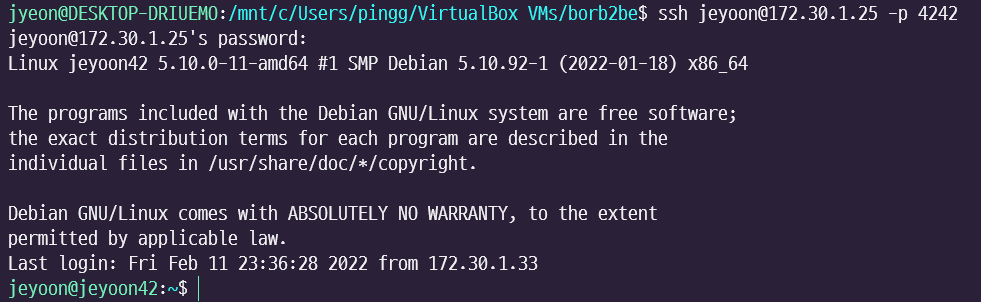 jyeon@DESKTOP-DRIUEMO:/mnt/c/Users/pingg/VirtualBox VMs/borb2be$ ssh jeyoon@172.30.1.25 -p 4242
jeyoon@172.30.1.25's password:
Linux jeyoon42 5.10.0-11-amd64 #1 SMP Debian 5.10.92-1 (2022-01-18) x86_64

The programs included with the Debian GNU/Linux system are free software;
the exact distribution terms for each program are described in the
individual files in /usr/share/doc/*/copyright.

Debian GNU/Linux comes with ABSOLUTELY NO WARRANTY, to the extent
permitted by applicable law.
Last login: Fri Feb 11 23:36:28 2022 from 172.30.1.33
jeyoon@jeyoon42:~$